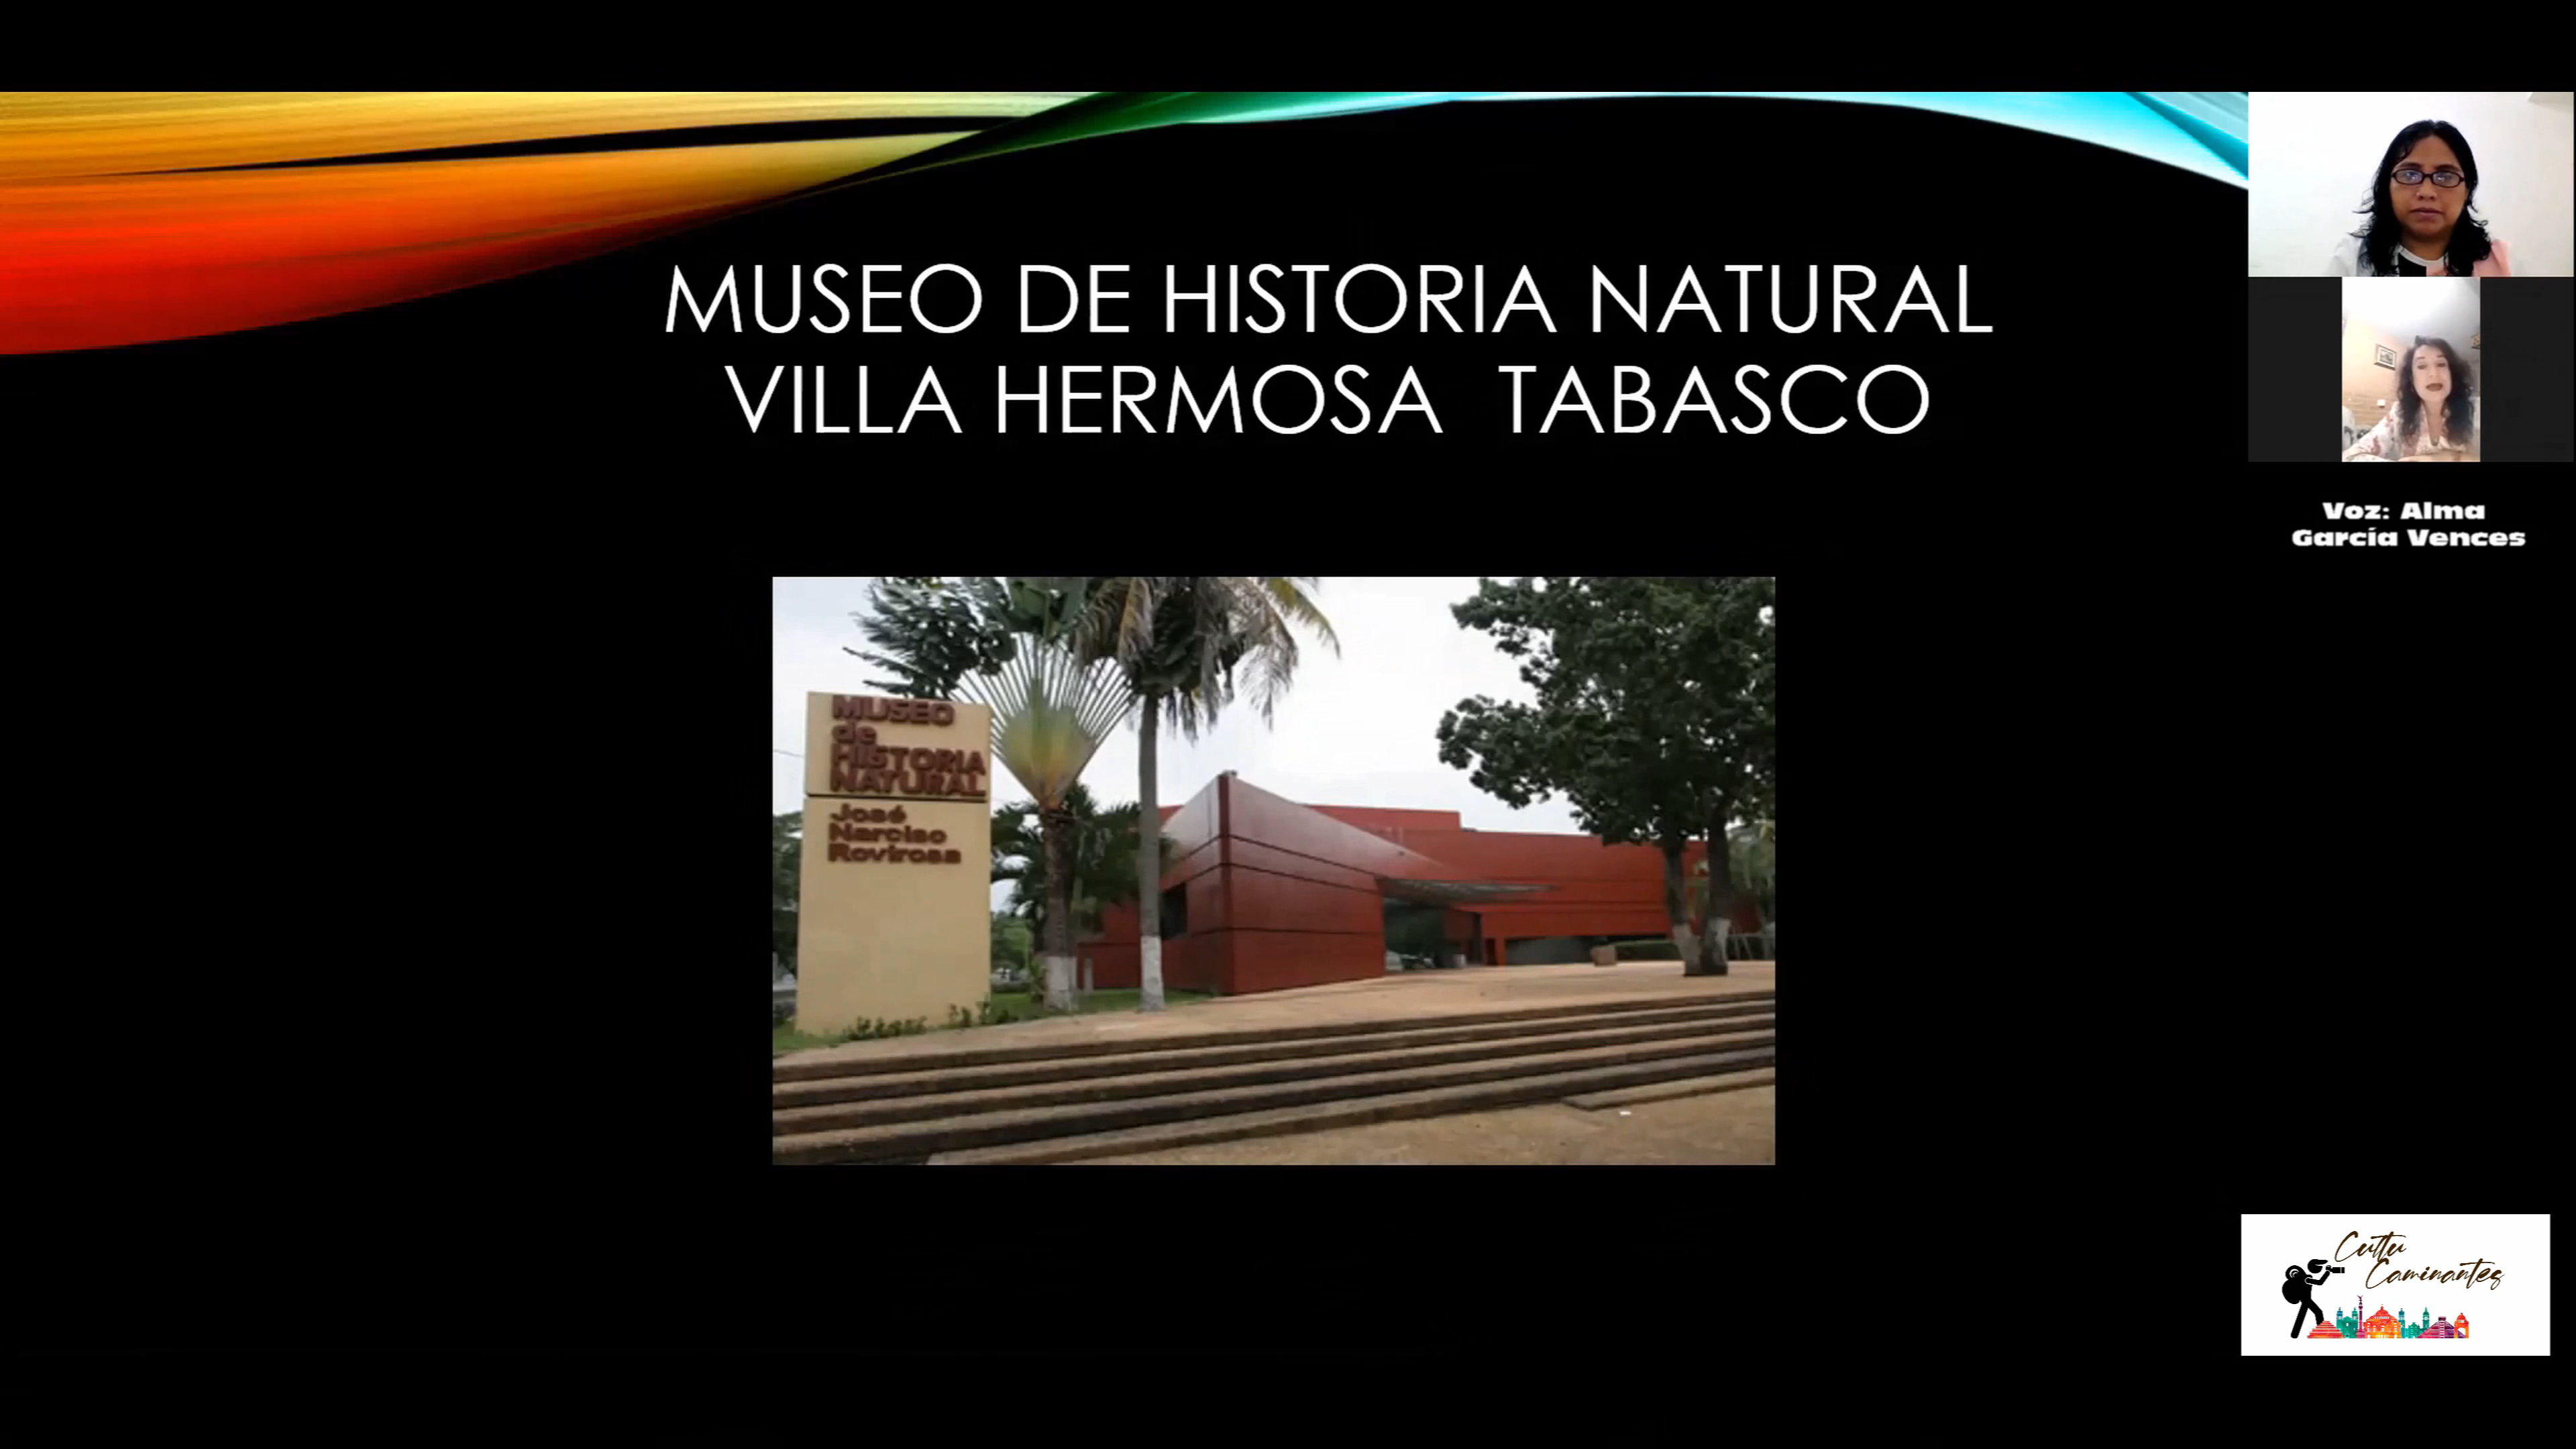 MUSEO DE HISTORIA NATURAL
VILLA HERMOSA TABASCO
Voz: Alma
García Vences
MUSEO
de
HISTORIA
NATURAL
José
Narciso
Rovirosa
Cultu
Caminantes